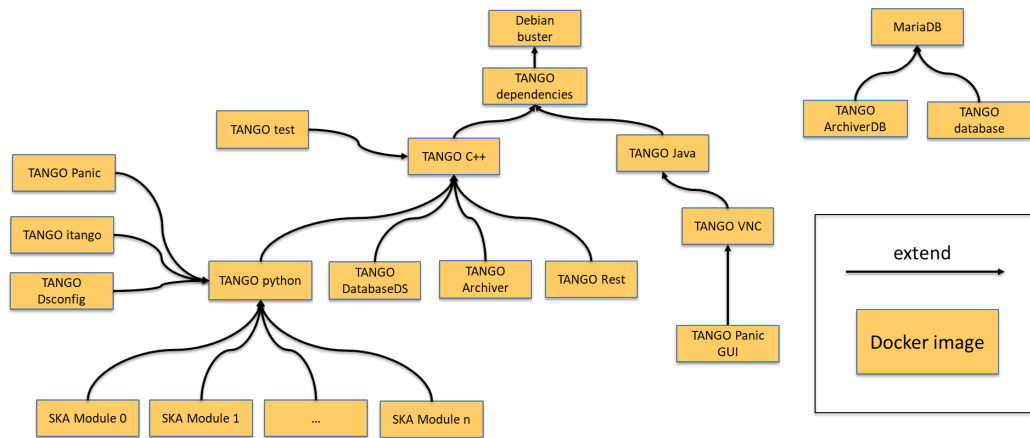 Debian
buster
MariaDB
TANGO
dependencies
TANGO
ArchiverDB
TANGO
database
TANGO test
TANGO C++
TANGO Java
TANGO Panic
TANGO itango
TANGO VNC
TANGO
Dsconfig
TANGO python
TANGO
DatabaseDS
TANGO
Archiver
TANGO Rest
extend
TANGO Panic
GUI
Docker image
SKA Module 0
SKA Module 1
...
SKA Module n